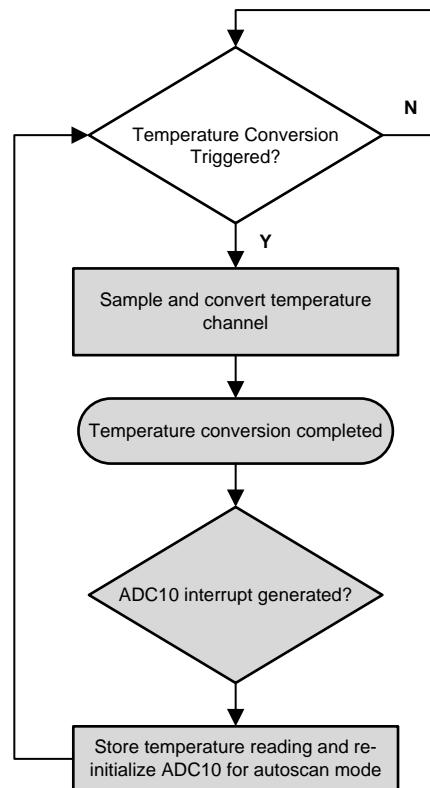 Temperature Conversion
Triggered?
N
Y
Sample and convert temperature
channel
Temperature conversion completed
ADC10 interrupt generated?
Store temperature reading and re-
initialize ADC10 for autoscan mode